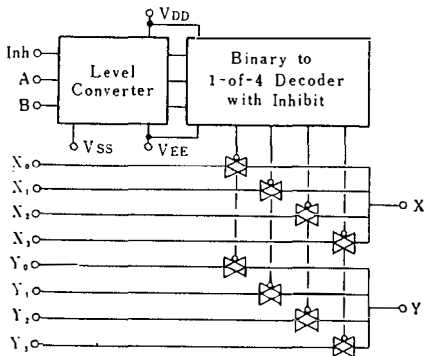 VDD
Inh
A
B
Level
Converter
Binary to
1-of-4 Decoder
with Inhibit
VSS
VEE
X0
X1
X2
X3
X
Y0
Y1
Y2
Y3
Y